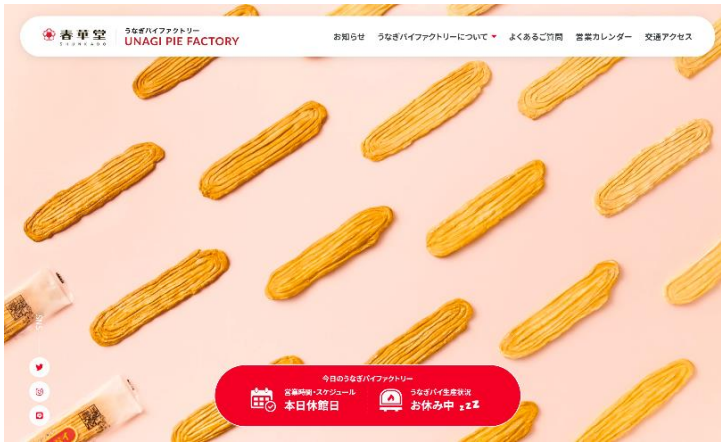 春華堂
SHUNKADO
うなぎパイファクトリー
UNAGI PIE FACTORY
お知らせ
うなぎパイファクトリーについて
よくあるご質問
営業カレンダー
交通アクセス
SNS
今日のうなぎパイファクトリー
営業時間・スケジュール
本日休館日
うなぎパイ生産状況
お休み中 zzZ